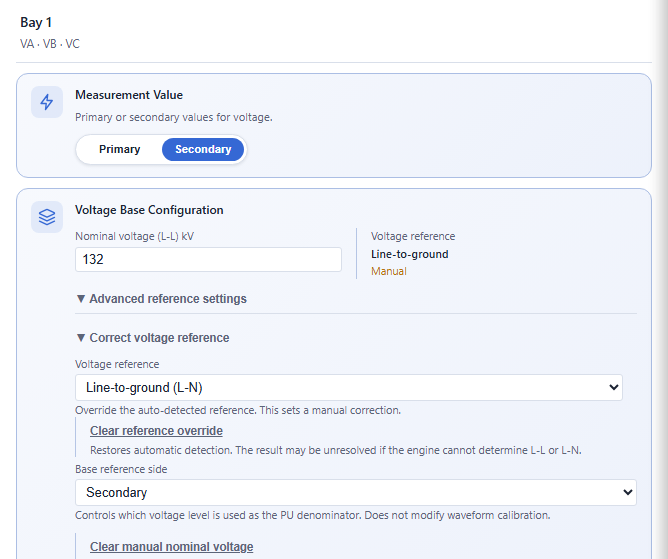 Bay 1
VA · VB · VC
Measurement Value
Primary or secondary values for voltage.
Primary Secondary
Voltage Base Configuration
Nominal voltage (L-L) kV
132
Voltage reference
Line-to-ground
Manual
▼ Advanced reference settings
▼ Correct voltage reference
Voltage reference
Line-to-ground (L-N)
Override the auto-detected reference. This sets a manual correction.
Clear reference override
Restores automatic detection. The result may be unresolved if the engine cannot determine L-L or L-N.
Base reference side
Secondary
Controls which voltage level is used as the PU denominator. Does not modify waveform calibration.
Clear manual nominal voltage